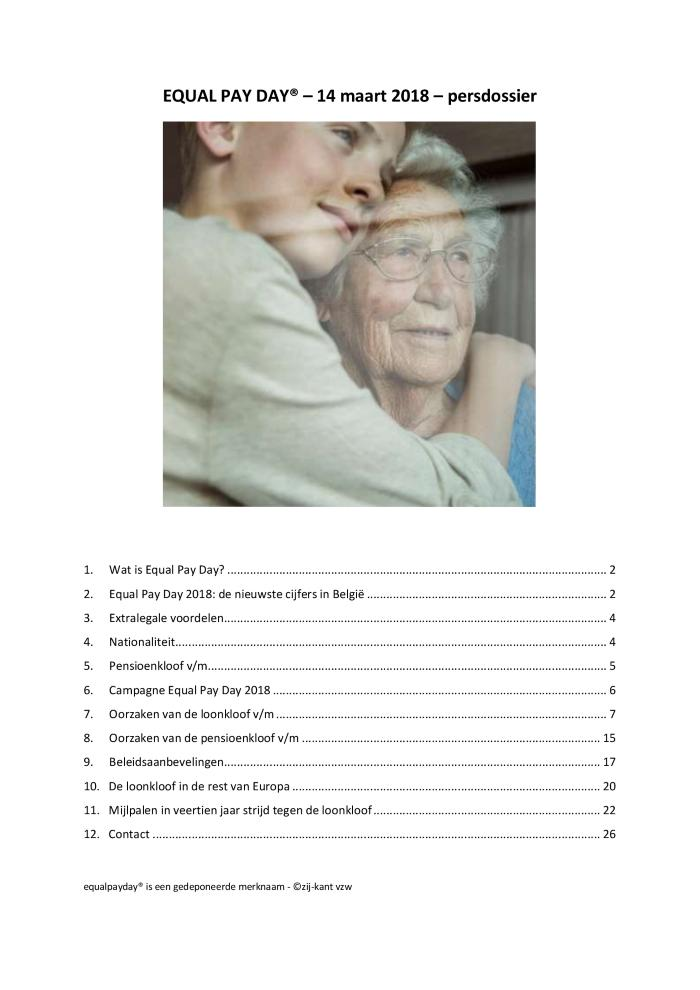 EQUAL PAY DAY® – 14 maart 2018 – persdossier
1. Wat is Equal Pay Day? 2
2. Equal Pay Day 2018: de nieuwste cijfers in België 2
3. Extralegale voordelen 4
4. Nationaliteit 4
5. Pensioenkloof v/m 5
6. Campagne Equal Pay Day 2018 6
7. Oorzaken van de loonkloof v/m 7
8. Oorzaken van de pensioenkloof v/m 15
9. Beleidsaanbevelingen 17
10. De loonkloof in de rest van Europa 20
11. Mijlpalen in veertien jaar strijd tegen de loonkloof 22
12. Contact 26
equalpayday® is een gedeponeerde merknaam - ©zij-kant vzw